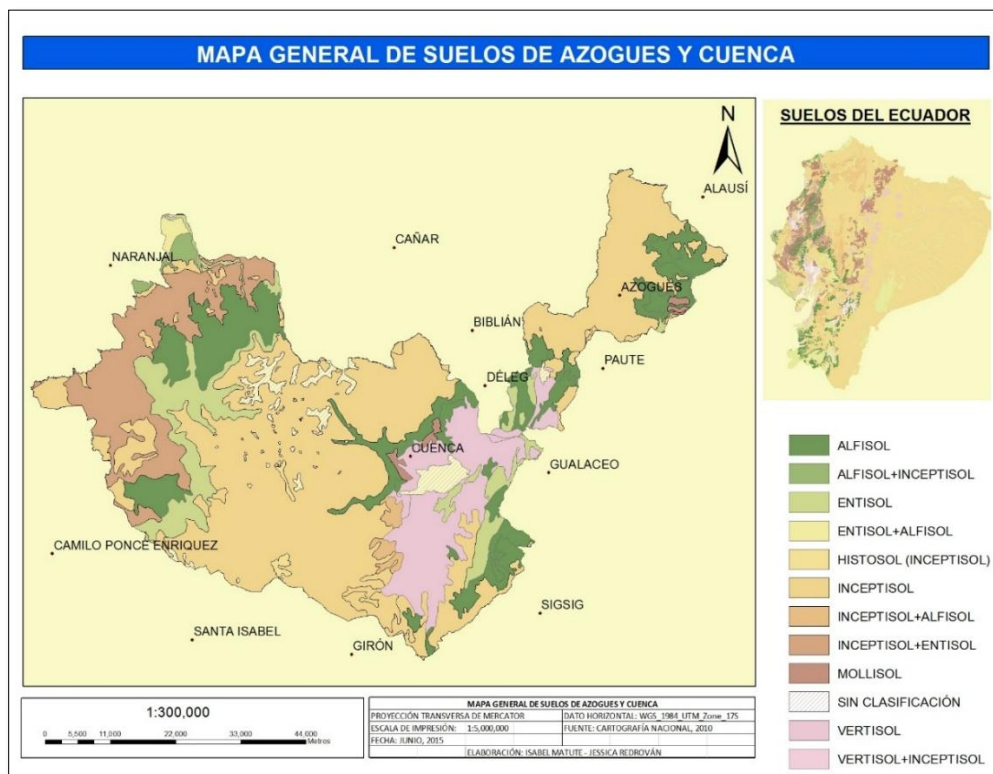 MAPA GENERAL DE SUELOS DE AZOGUES Y CUENCA
SUELOS DEL ECUADOR
N
ALAUSÍ
CAÑAR
NARANJAL
AZOGUES
BIBLIÁN
PAUTE
DÉLEG
CUENCA
GUALACEO
CAMILO PONCE ENRIQUEZ
SIGSIG
SANTA ISABEL
GIRÓN
ALFISOL
ALFISOL+INCEPTISOL
ENTISOL
ENTISOL+ALFISOL
HISTOSOL (INCEPTISOL)
INCEPTISOL
INCEPTISOL+ALFISOL
INCEPTISOL+ENTISOL
MOLLISOL
SIN CLASIFICACIÓN
VERTISOL
VERTISOL+INCEPTISOL
1:300,000
0 5,500 11,000 22,000 33,000 44,000
Metros
MAPA GENERAL DE SUELOS DE AZOGUES Y CUENCA
PROYECCIÓN TRANSVERSA DE MERCATOR DATO HORIZONTAL: WGS_1984_UTM_Zone_17S
ESCALA DE IMPRESIÓN: 1:5,000,000 FUENTE: CARTOGRAFÍA NACIONAL, 2010
FECHA: JUNIO, 2015
ELABORACIÓN: ISABEL MATUTE - JESSICA REDROVÁN